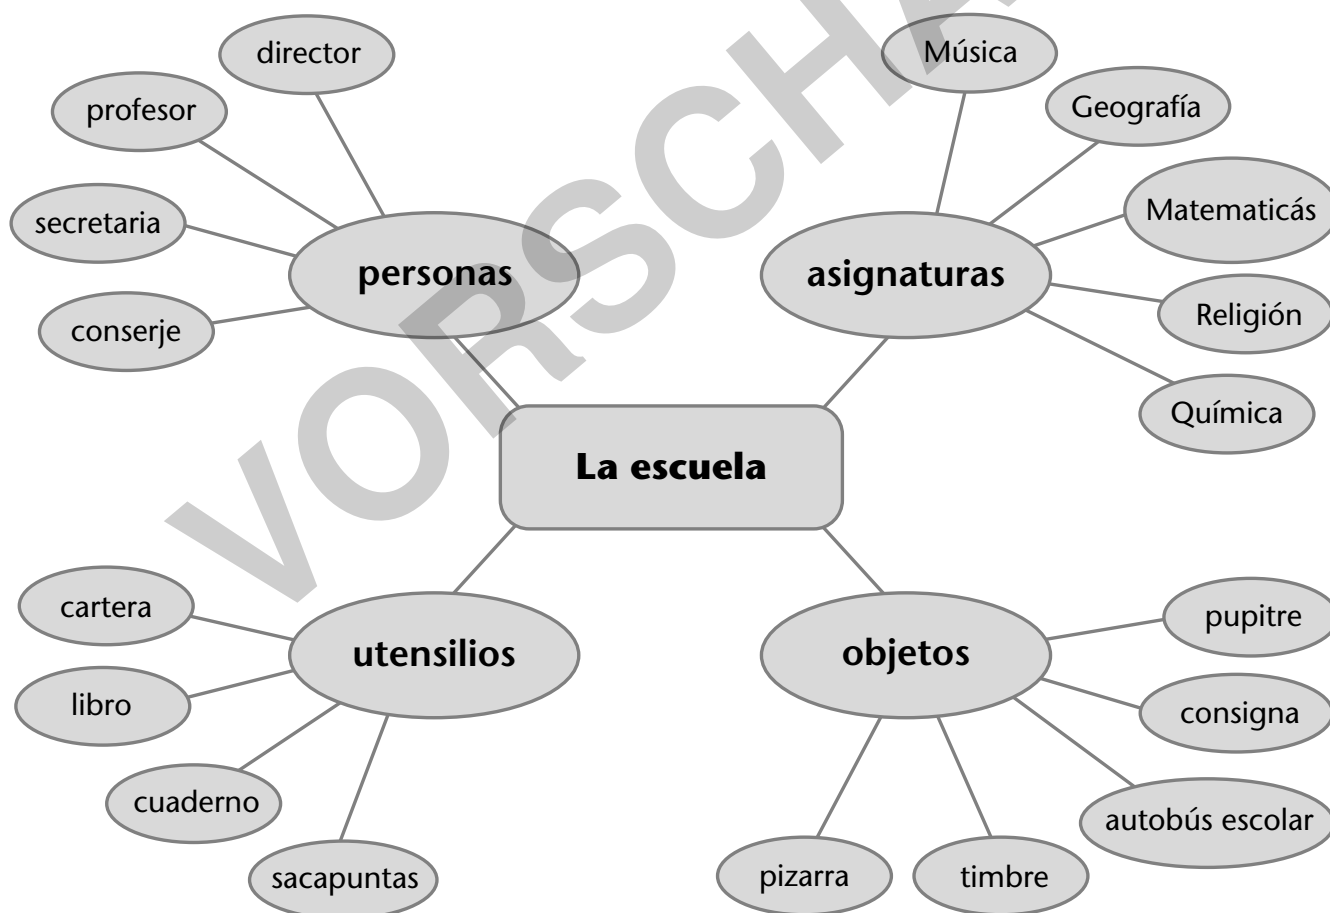 director
profesor
secretaria
conserje
personas
Música
Geografía
Matematicás
Religión
Química
asignaturas
La escuela
cartera
libro
cuaderno
sacapuntas
utensilios
objetos
pupitre
consigna
autobús escolar
timbre
pizarra
VORSCHA